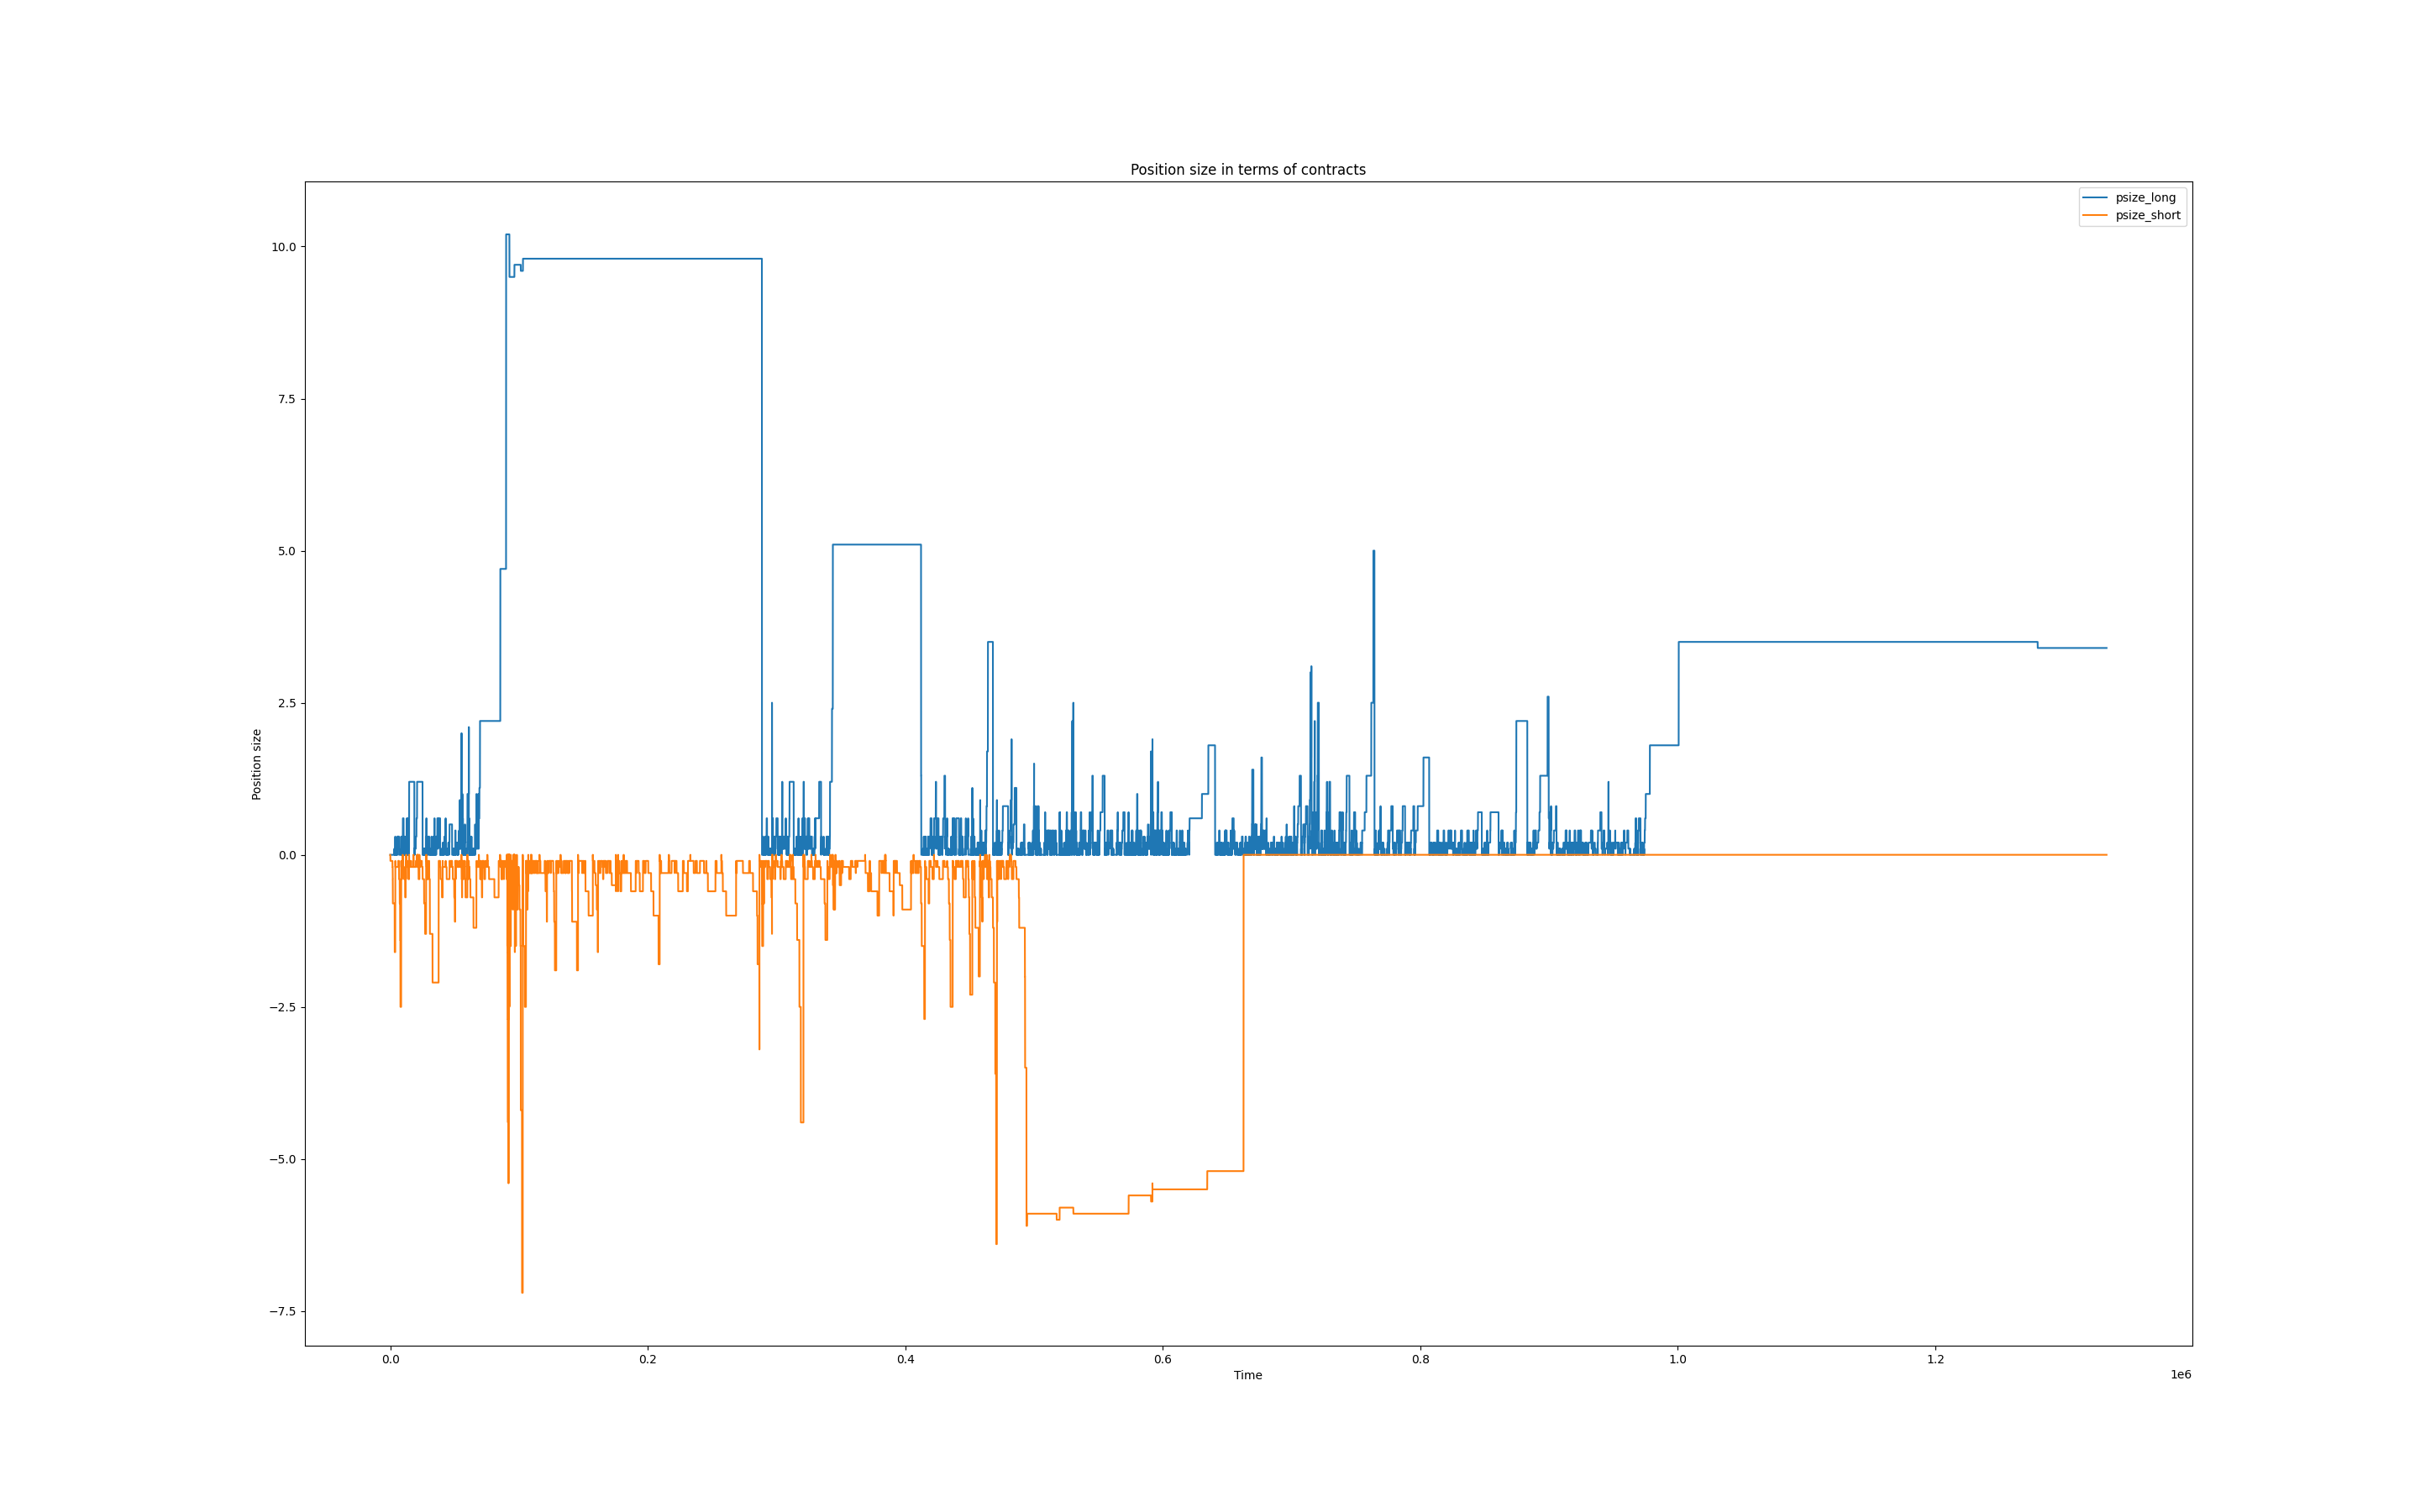 Position size in terms of contracts
psize_long
psize_short
10.0
7.5
5.0
2.5
0.0
−2.5
−5.0
−7.5
Position size
0.0 0.2 0.4 0.6 0.8 1.0 1.2
Time
1e6